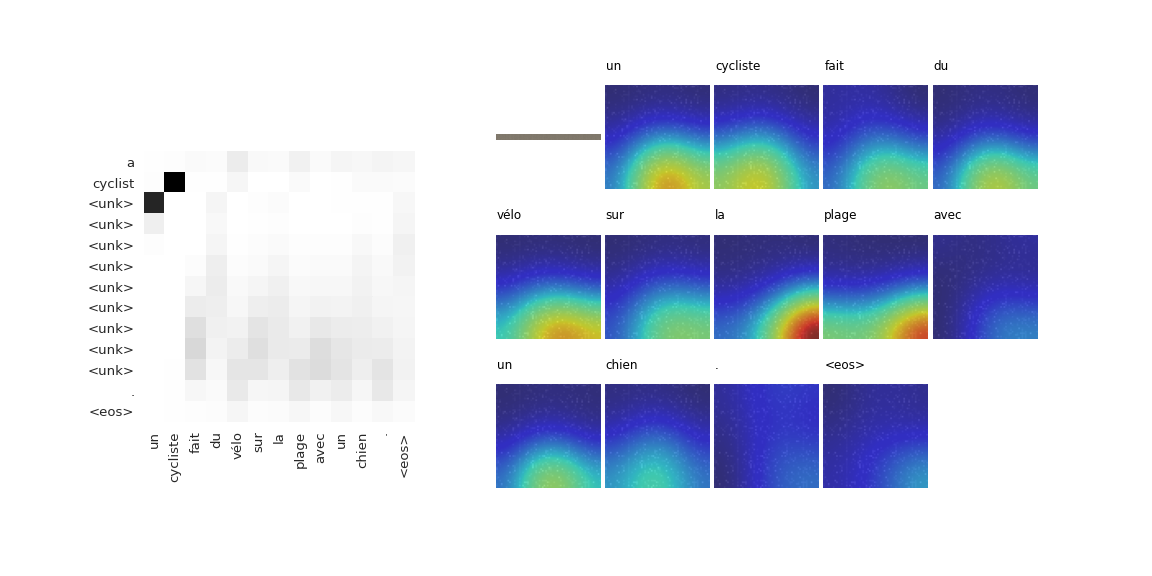 a
cyclist
<unk>
<unk>
<unk>
<unk>
<unk>
<unk>
<unk>
<unk>
<unk>
.
<eos>
un cycliste fait du vélo sur la plage avec un chien . <eos>
un cycliste fait du
vélo sur la plage avec
un chien . <eos>